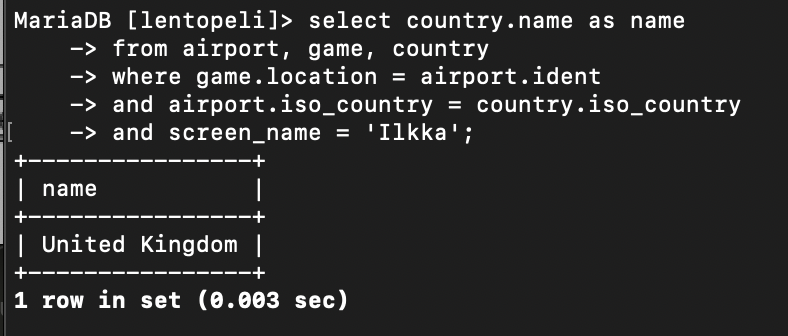 MariaDB [lentopeli]> select country.name as name
    -> from airport, game, country
    -> where game.location = airport.ident
    -> and airport.iso_country = country.iso_country
[    -> and screen_name = 'Ilkka';
+----------------+
| name           |
+----------------+
| United Kingdom |
+----------------+
1 row in set (0.003 sec)